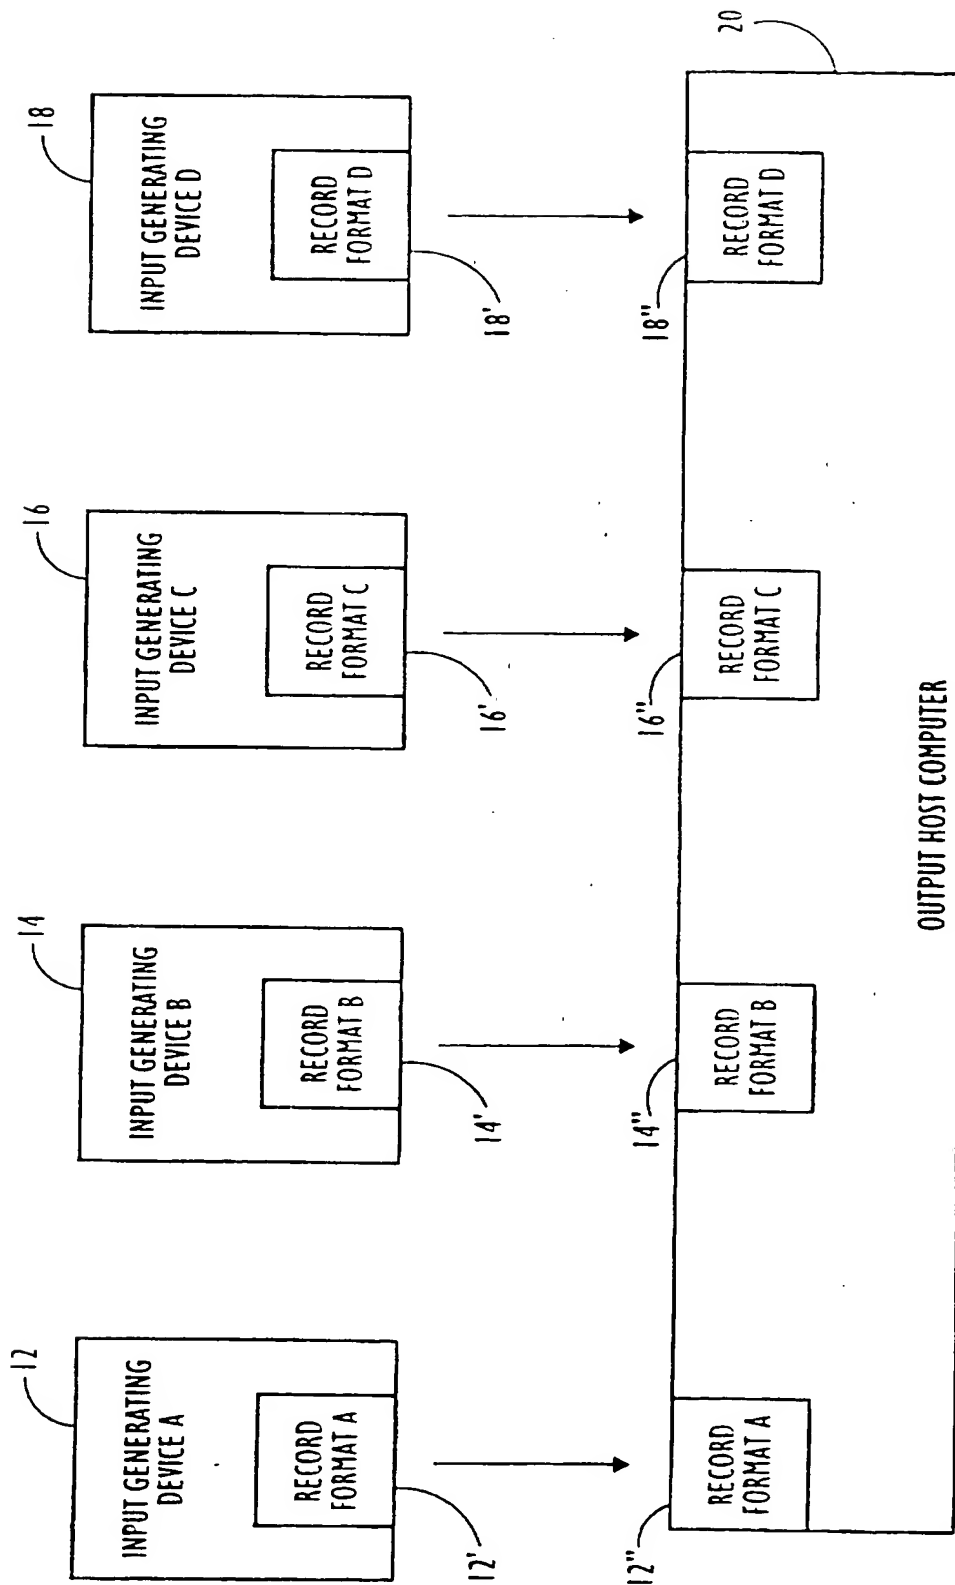 12
INPUT GENERATING
DEVICE A
RECORD
FORMAT A
12'
12"
RECORD
FORMAT A
14
INPUT GENERATING
DEVICE B
RECORD
FORMAT B
14'
14"
RECORD
FORMAT B
16
INPUT GENERATING
DEVICE C
RECORD
FORMAT C
16'
16"
RECORD
FORMAT C
18
INPUT GENERATING
DEVICE D
RECORD
FORMAT D
18'
18"
RECORD
FORMAT D
20
OUTPUT HOST COMPUTER